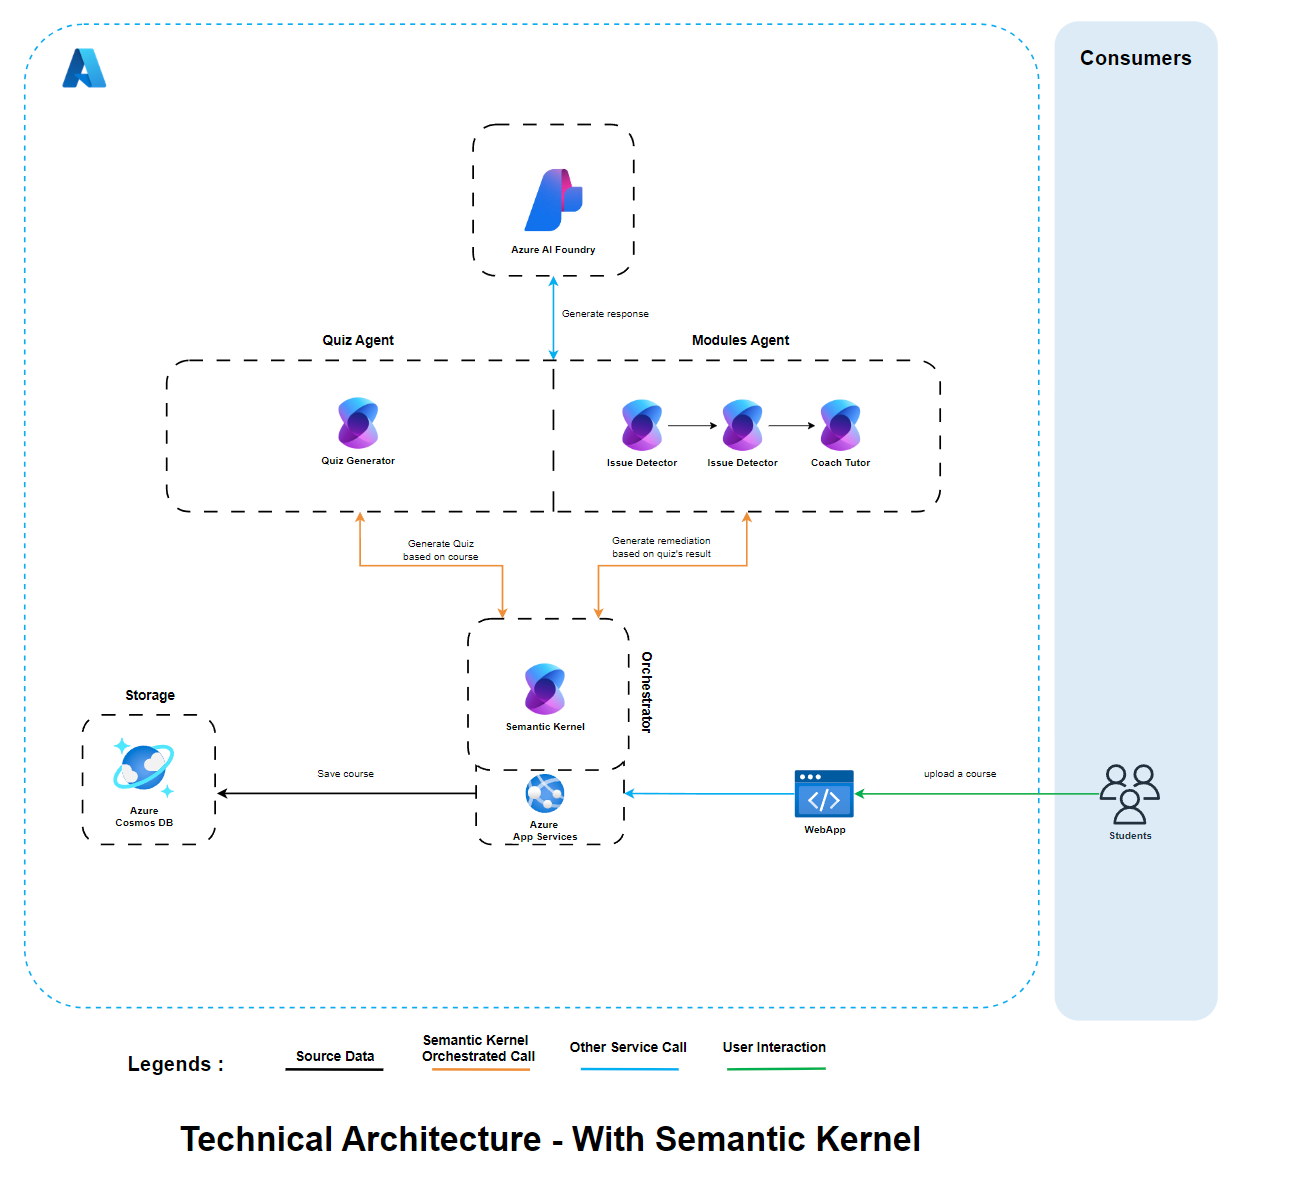 Consumers
Azure AI Foundry
Generate response
Quiz Agent
Modules Agent
Quiz Generator
Issue Detector
Issue Detector
Coach Tutor
Generate Quiz
based on course
Generate remediation
based on quiz's result
Orchestrator
Semantic Kernel
Storage
Azure
Cosmos DB
Save course
Azure
App Services
WebApp
upload a course
Students
Legends :
Source Data
Semantic Kernel
Orchestrated Call
Other Service Call
User Interaction
Technical Architecture - With Semantic Kernel